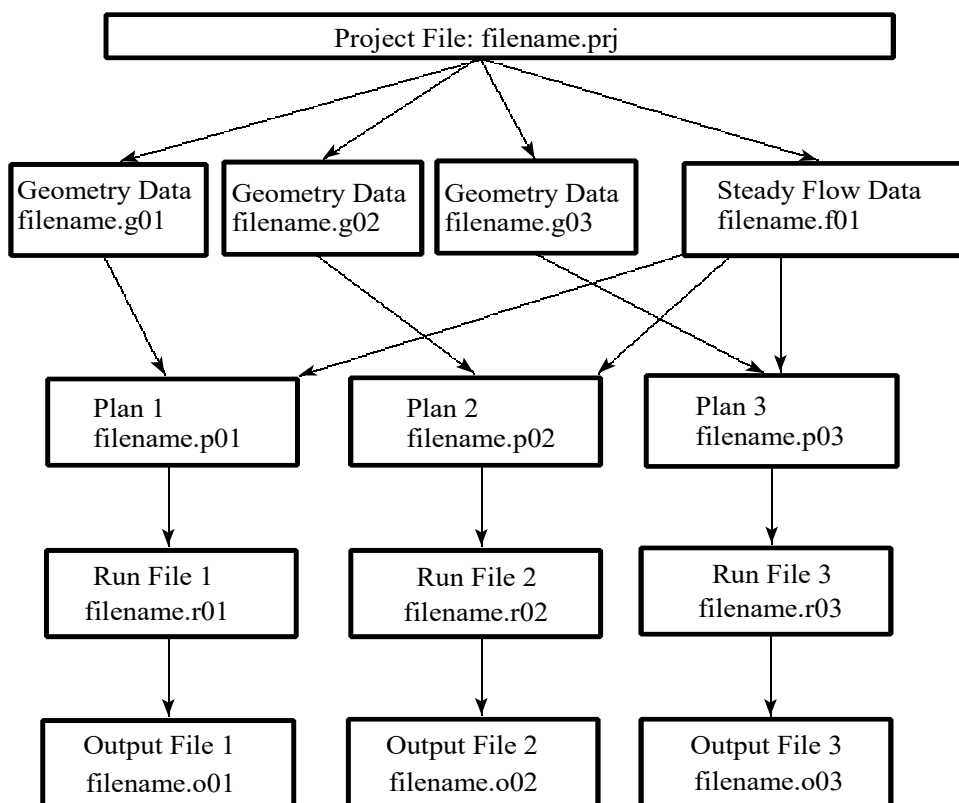 Project File: filename.prj
Geometry Data
filename.g01
Geometry Data
filename.g02
Geometry Data
filename.g03
Steady Flow Data
filename.f01
Plan 1
filename.p01
Plan 2
filename.p02
Plan 3
filename.p03
Run File 1
filename.r01
Run File 2
filename.r02
Run File 3
filename.r03
Output File 1
filename.o01
Output File 2
filename.o02
Output File 3
filename.o03